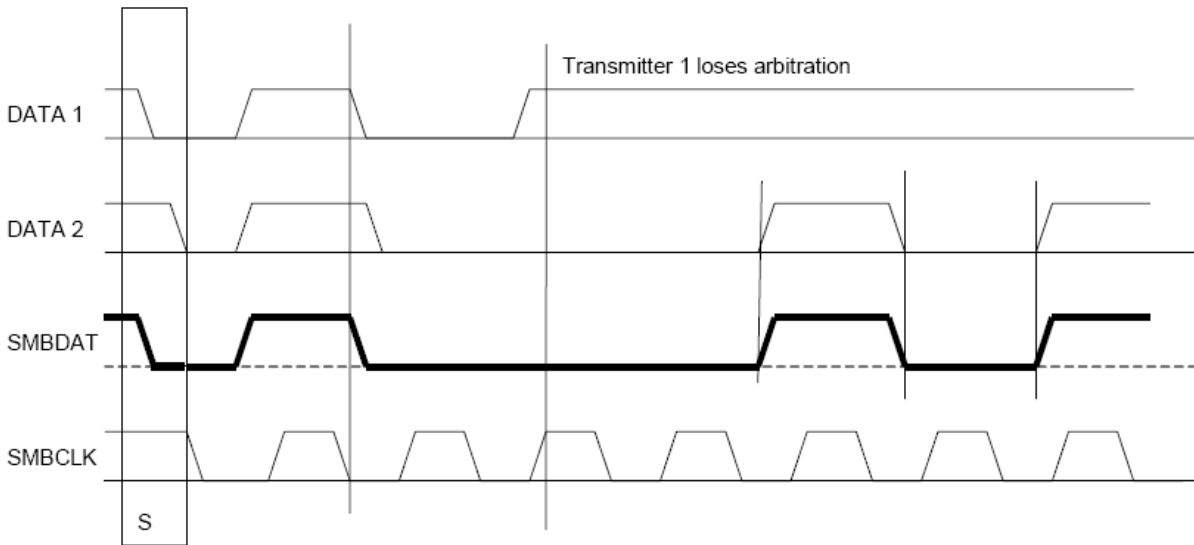 Transmitter 1 loses arbitration
DATA 1
DATA 2
SMBDAT
SMBCLK
S